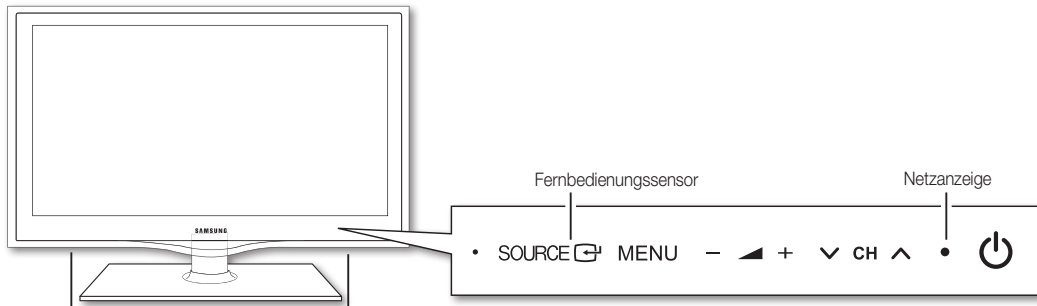 Fernbedienungssensor
Netzanzeige
SAMSUNG
SOURCE MENU − + CH